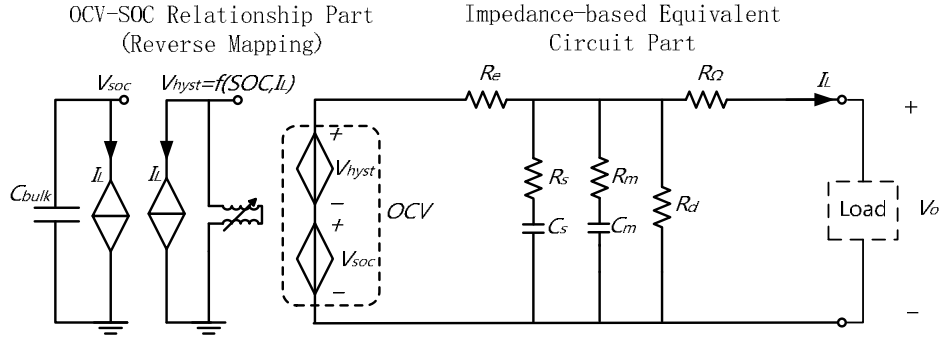 OCV-SOC Relationship Part
(Reverse Mapping)
Impedance-based Equivalent
Circuit Part
Vsoc
Vhyst=f(SOC,IL)
Re
RΩ
IL
+
+
IL
IL
Vhyst
Rs
Rm
Cbulk
−
OCV
Rd
Load
Vo
+
Cs
Cm
Vsoc
−
−